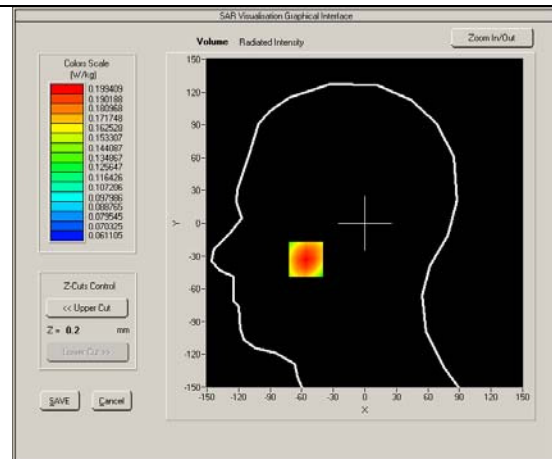 SAR Visualisation Graphical Interface
Volume Radiated Intensity
Zoom In/Out
Colors Scale
(W/kg)
0.199409
0.190188
0.180968
0.171748
0.162528
0.153307
0.144087
0.134867
0.125647
0.116426
0.107206
0.097986
0.088765
0.079545
0.070325
0.061105
Z-Cuts Control
<< Upper Cut
Z = 0.2 mm
Lower Cut >>
SAVE Cancel
150
120
90
60
30
Y 0
-30
-60
-90
-120
-150
-150 -120 -90 -60 -30 0 30 60 90 120 150
X